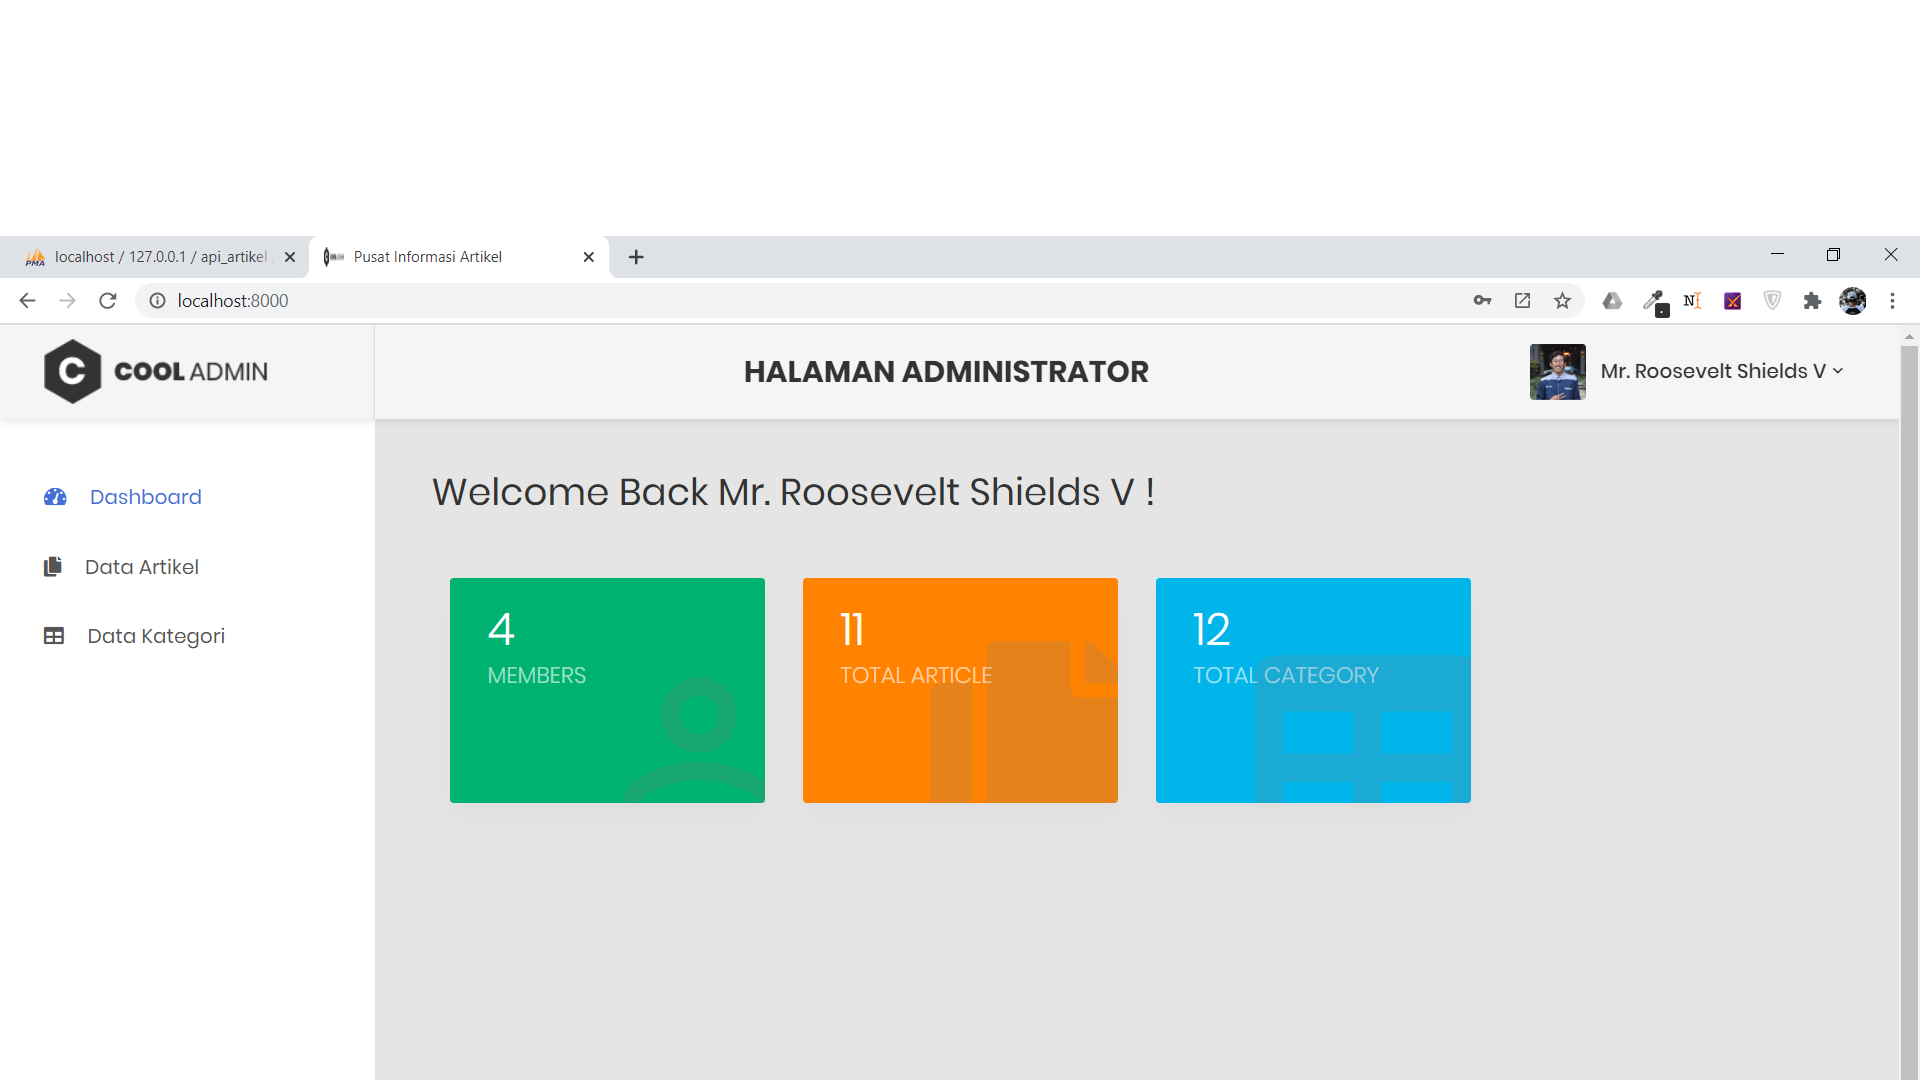 localhost / 127.0.0.1 / api_artikel
Pusat Informasi Artikel
localhost:8000
COOL ADMIN
HALAMAN ADMINISTRATOR
Mr. Roosevelt Shields V
Dashboard
Data Artikel
Data Kategori
Welcome Back Mr. Roosevelt Shields V !
4
MEMBERS
11
TOTAL ARTICLE
12
TOTAL CATEGORY